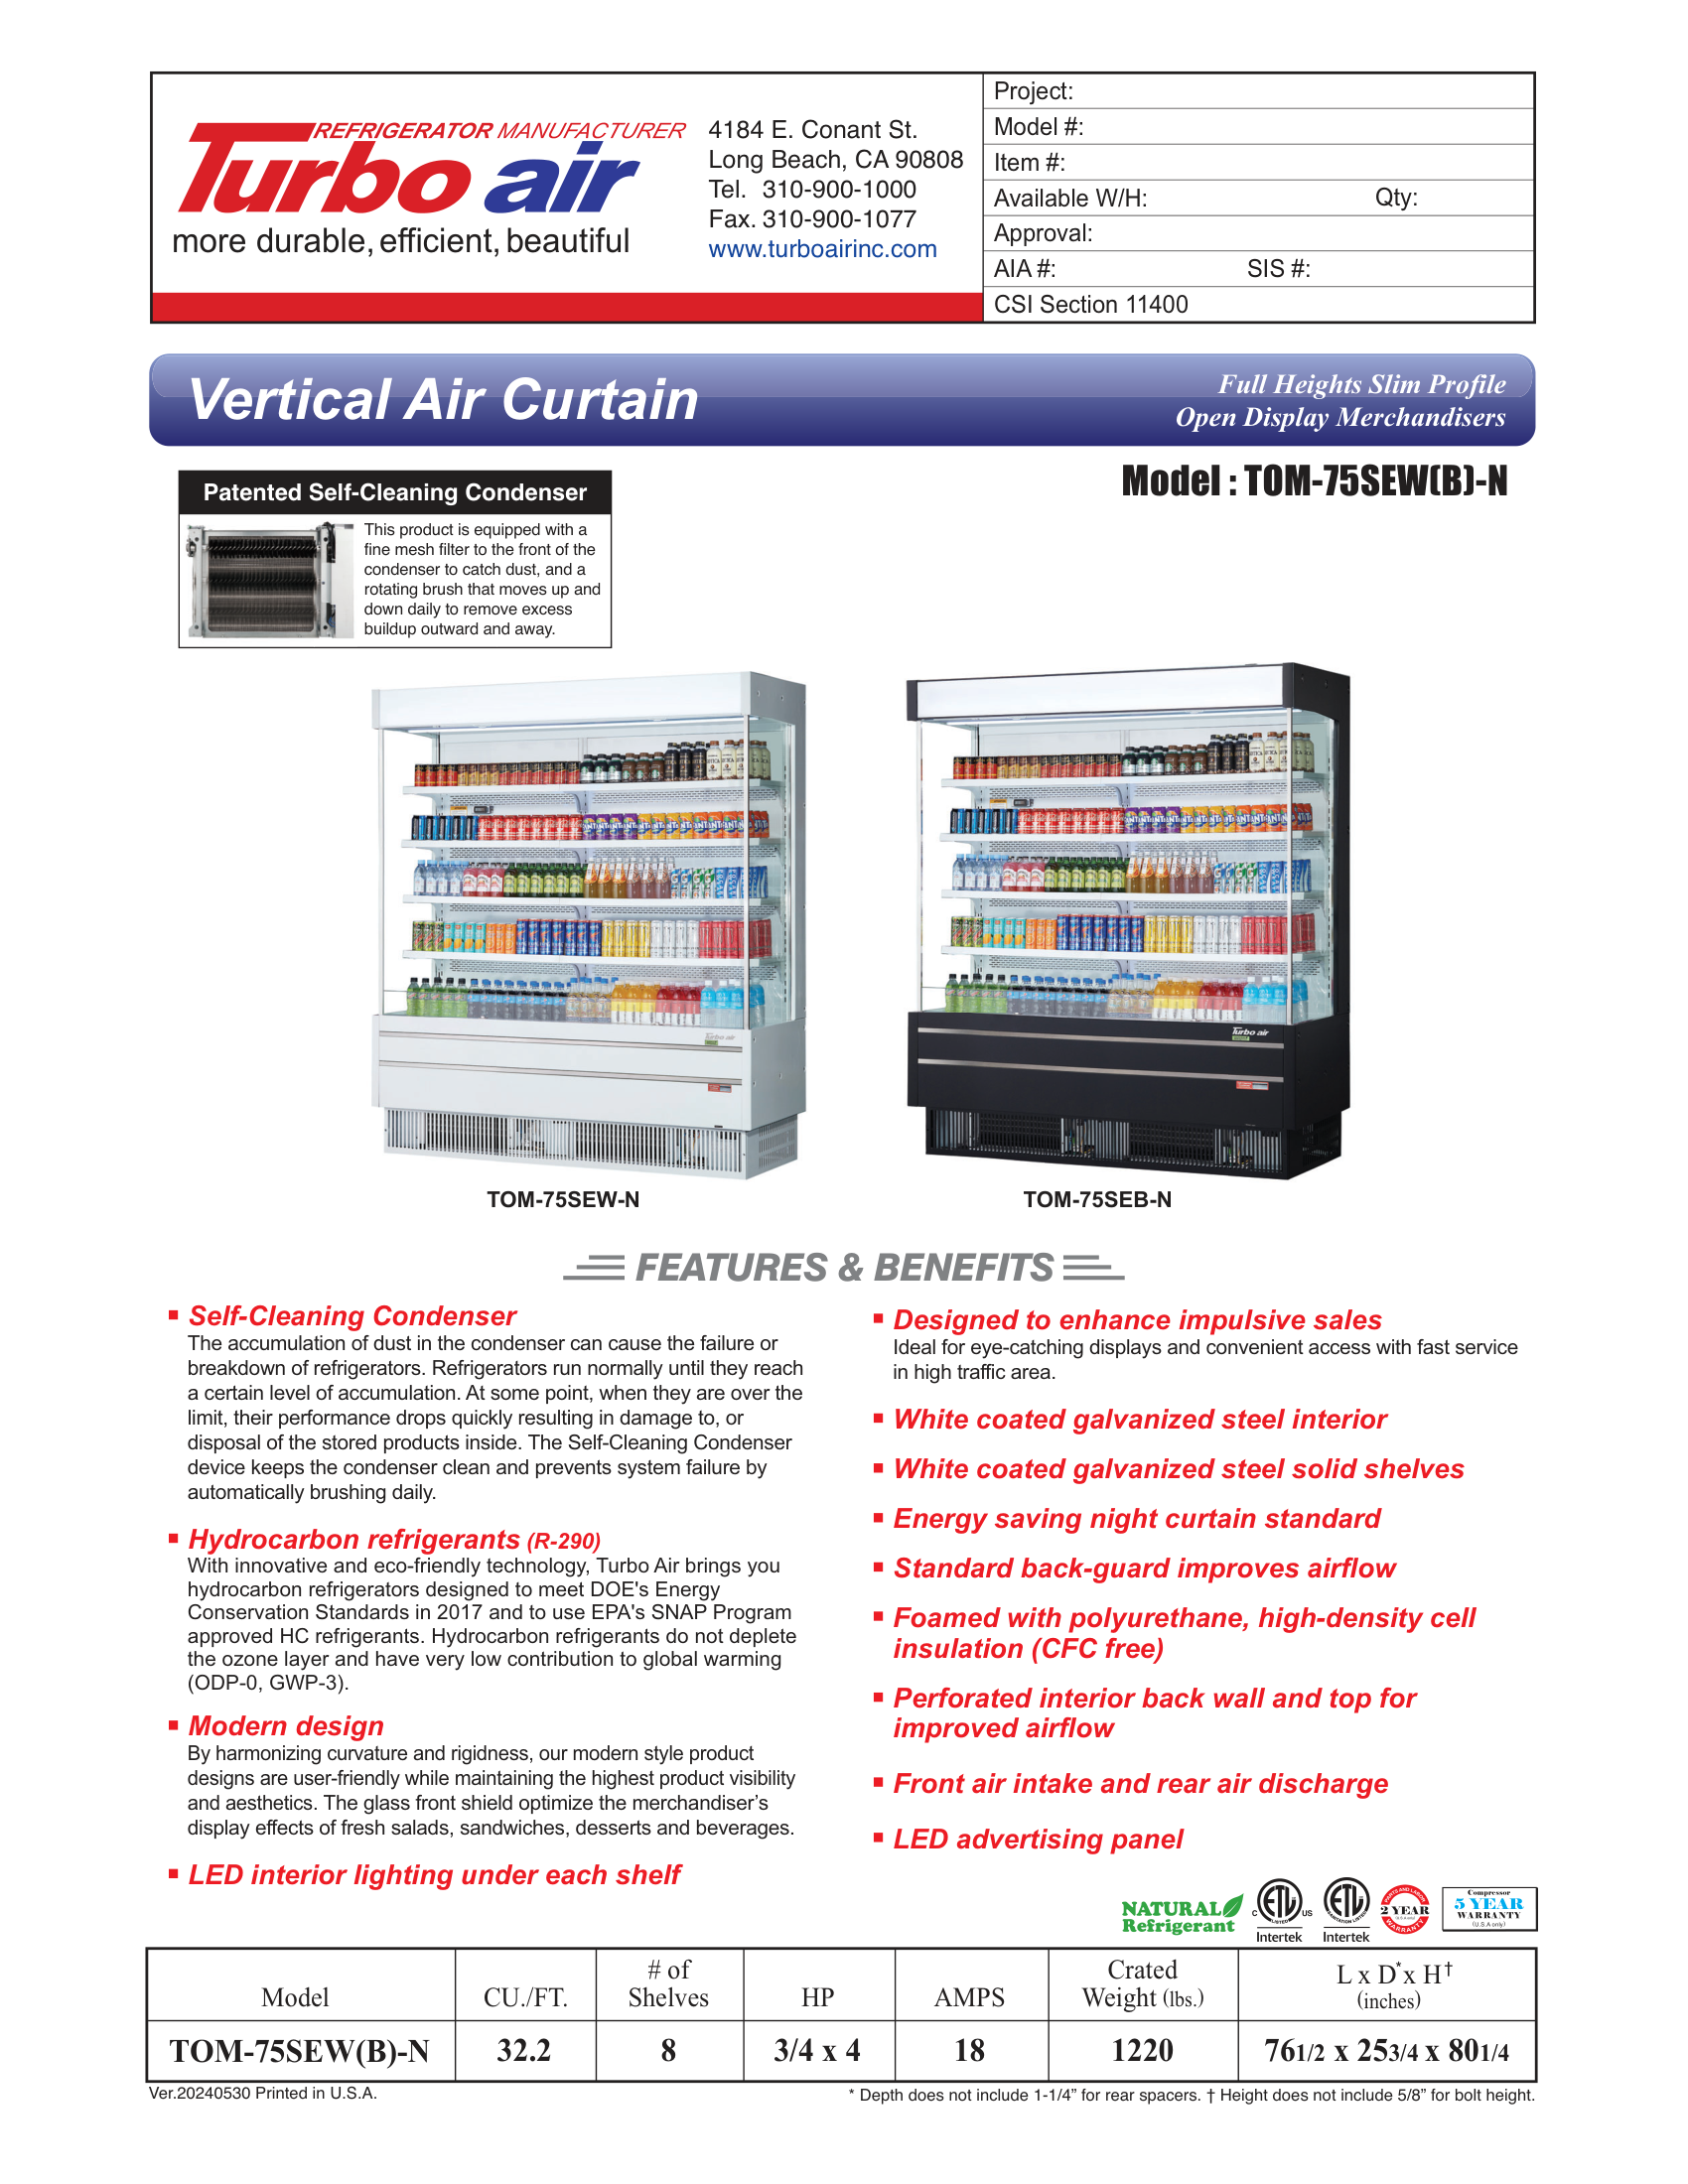 REFRIGERATOR MANUFACTURER
Turbo air
more durable, efficient, beautiful
4184 E. Conant St.
Long Beach, CA 90808
Tel. 310-900-1000
Fax. 310-900-1077
www.turboairinc.com
Project:
Model #:
Item #:
Available W/H: Qty:
Approval:
AIA #: SIS #:
CSI Section 11400
Vertical Air Curtain
Full Heights Slim Profile
Open Display Merchandisers
Model : TOM-75SEW(B)-N
Patented Self-Cleaning Condenser
This product is equipped with a
fine mesh filter to the front of the
condenser to catch dust, and a
rotating brush that moves up and
down daily to remove excess
buildup outward and away.
Turbo air
Turbo air
TOM-75SEW-N
TOM-75SEB-N
FEATURES & BENEFITS
Self-Cleaning Condenser
The accumulation of dust in the condenser can cause the failure or
breakdown of refrigerators. Refrigerators run normally until they reach
a certain level of accumulation. At some point, when they are over the
limit, their performance drops quickly resulting in damage to, or
disposal of the stored products inside. The Self-Cleaning Condenser
device keeps the condenser clean and prevents system failure by
automatically brushing daily.
Hydrocarbon refrigerants (R-290)
With innovative and eco-friendly technology, Turbo Air brings you
hydrocarbon refrigerators designed to meet DOE's Energy
Conservation Standards in 2017 and to use EPA's SNAP Program
approved HC refrigerants. Hydrocarbon refrigerants do not deplete
the ozone layer and have very low contribution to global warming
(ODP-0, GWP-3).
Modern design
By harmonizing curvature and rigidness, our modern style product
designs are user-friendly while maintaining the highest product visibility
and aesthetics. The glass front shield optimize the merchandiser’s
display effects of fresh salads, sandwiches, desserts and beverages.
LED interior lighting under each shelf
Designed to enhance impulsive sales
Ideal for eye-catching displays and convenient access with fast service
in high traffic area.
White coated galvanized steel interior
White coated galvanized steel solid shelves
Energy saving night curtain standard
Standard back-guard improves airflow
Foamed with polyurethane, high-density cell
insulation (CFC free)
Perforated interior back wall and top for
improved airflow
Front air intake and rear air discharge
LED advertising panel
NATURAL
Refrigerant
C ETL US
LISTED
Intertek
ETL
SANITATION LISTED
Intertek
PARTS AND LABOR
2 YEAR
(U.S.A only)
WARRANTY
Compressor
5 YEAR
WARRANTY
(U.S.A only)
Model CU./FT. # of Shelves HP AMPS Crated Weight (lbs.) L x D* x H† (inches)
TOM-75SEW(B)-N 32.2 8 3/4 x 4 18 1220 76 1/2 x 25 3/4 x 80 1/4
Ver.20240530 Printed in U.S.A.
* Depth does not include 1-1/4” for rear spacers. † Height does not include 5/8” for bolt height.